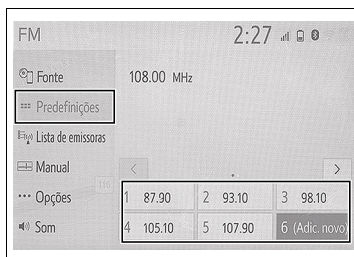 FM 2:27
Fonte 108.00 MHz
Predefinições
Lista de emissoras
Manual
Opções 1 87.90 2 93.10 3 98.10
Som 4 105.10 5 107.90 6 (Adic. novo)
116